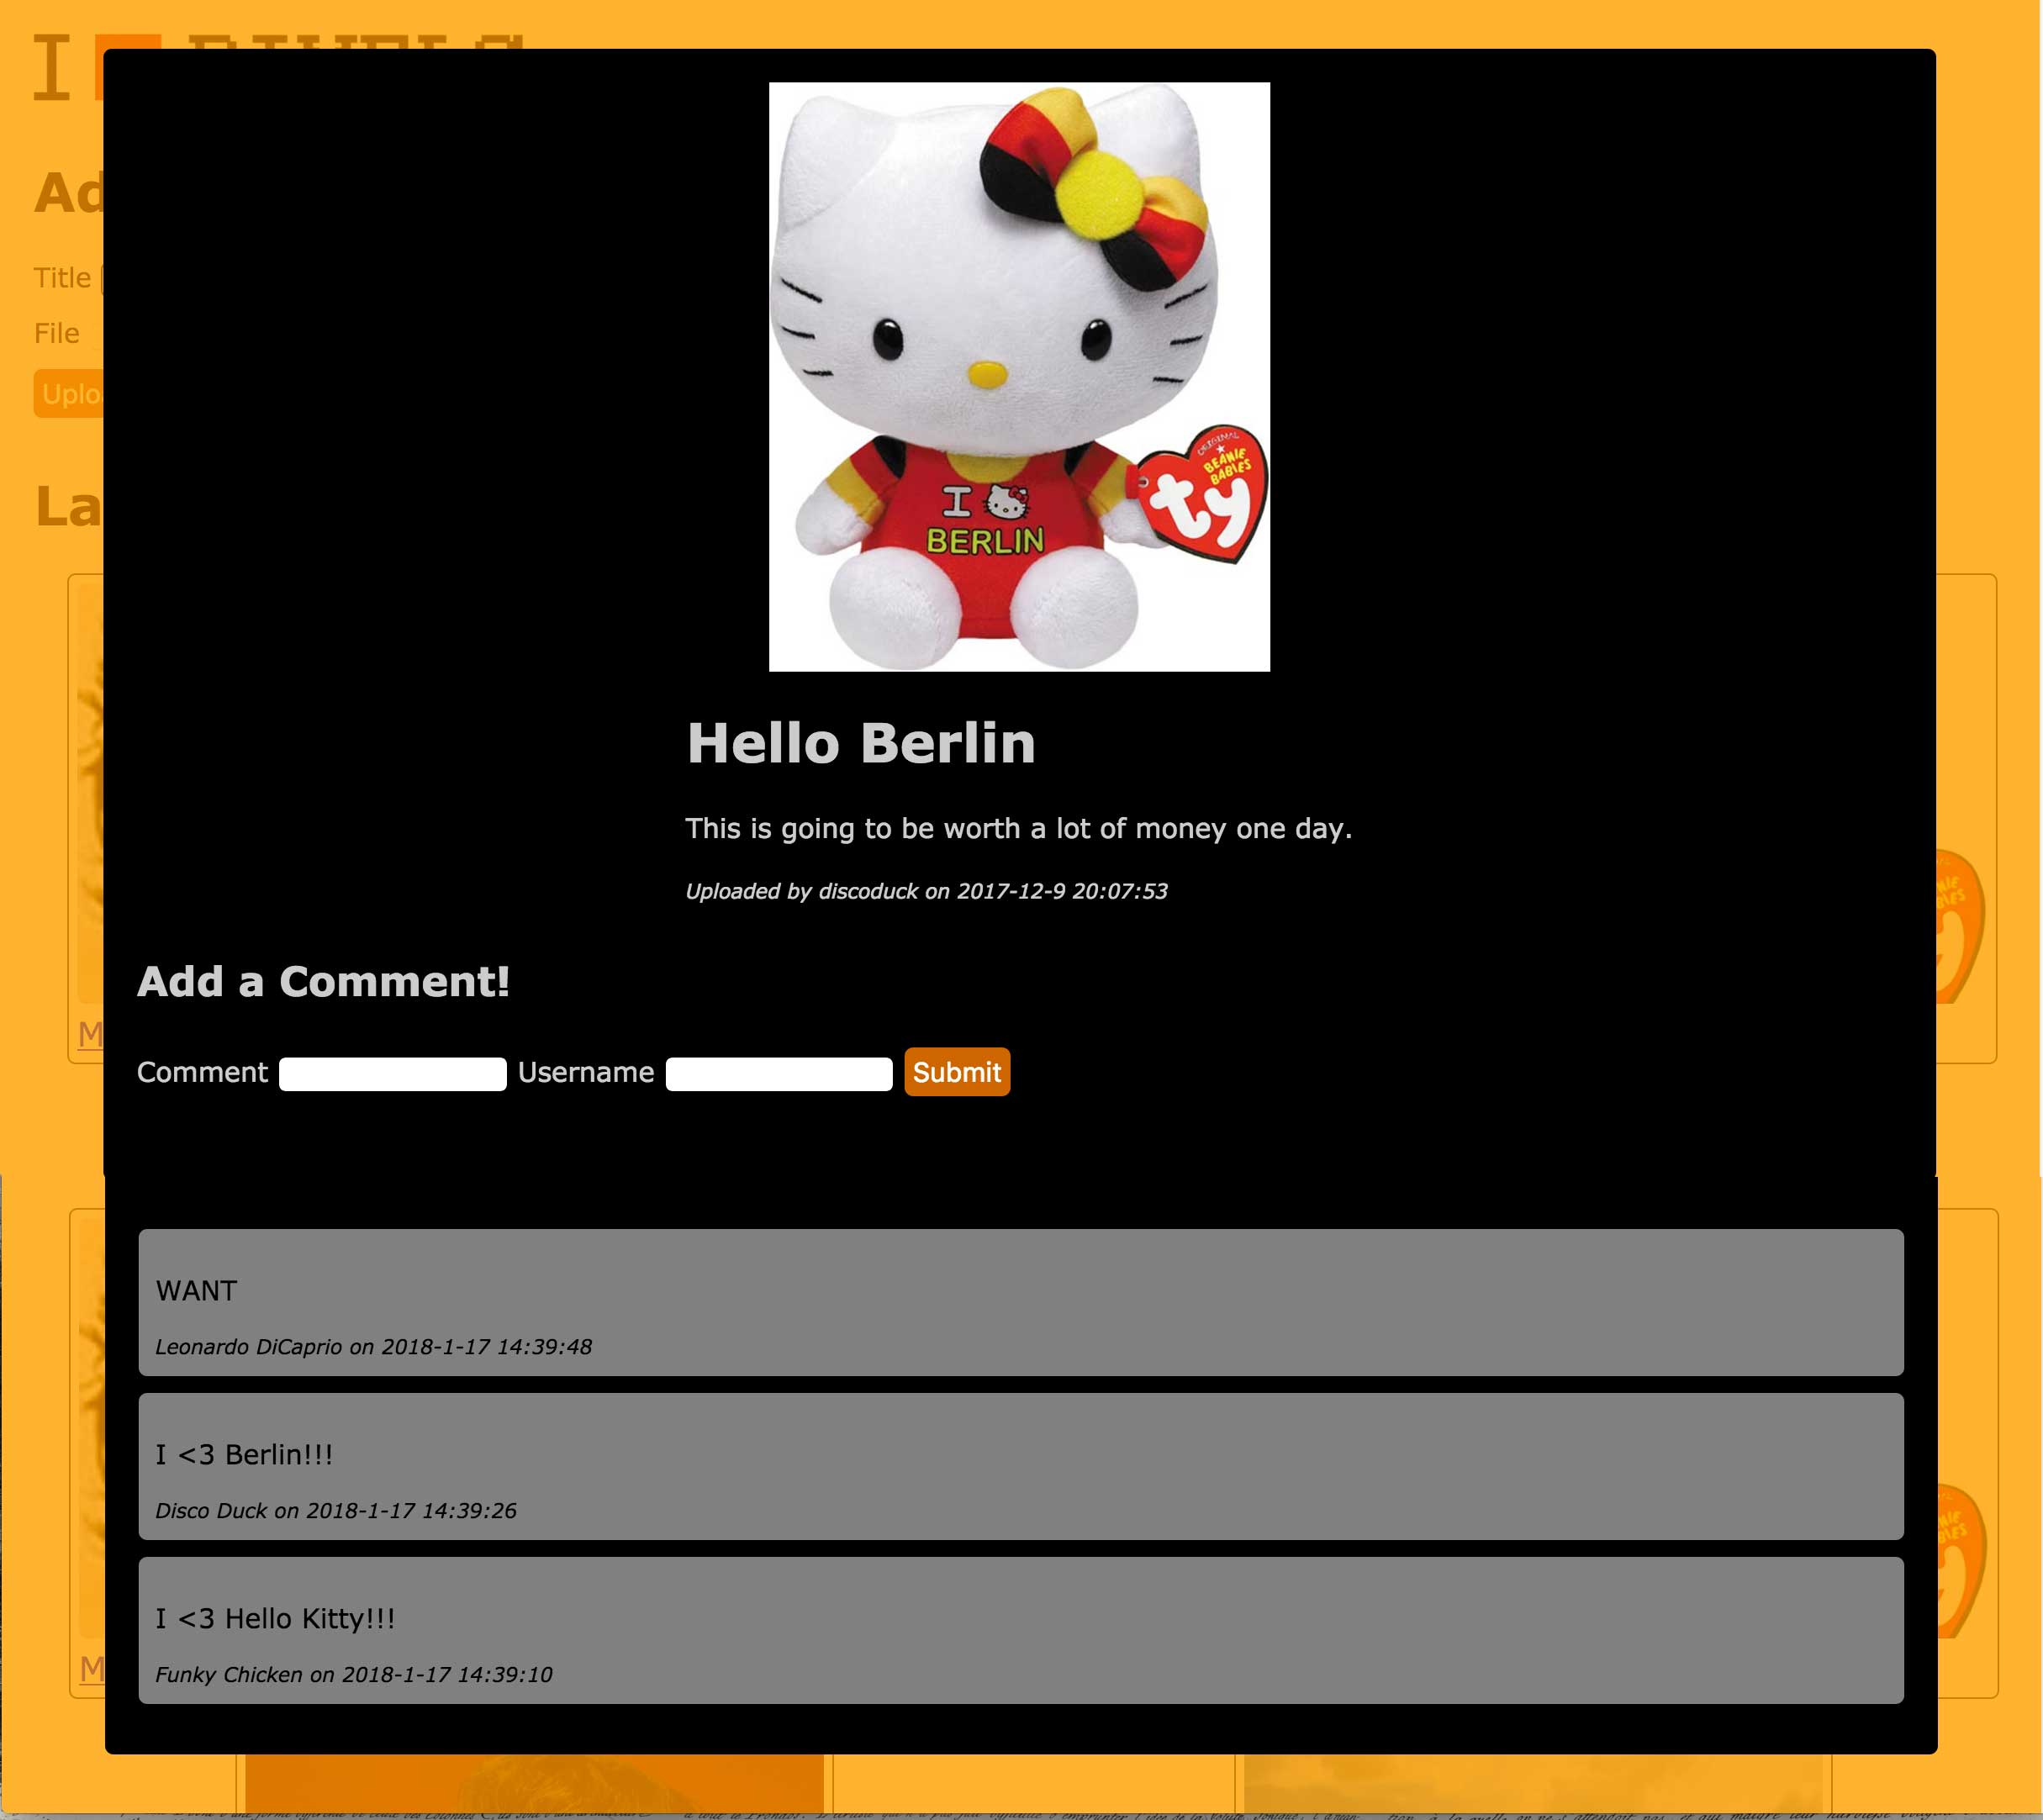 I PIXELS
Ad
Title
File
Uplo
La
ORIGINAL
BEANIE
BABIES
ty
I
BERLIN
Hello Berlin
This is going to be worth a lot of money one day.
Uploaded by discoduck on 2017-12-9 20:07:53
Add a Comment!
Comment Username Submit
M
WANT
Leonardo DiCaprio on 2018-1-17 14:39:48
I <3 Berlin!!!
Disco Duck on 2018-1-17 14:39:26
I <3 Hello Kitty!!!
Funky Chicken on 2018-1-17 14:39:10
M